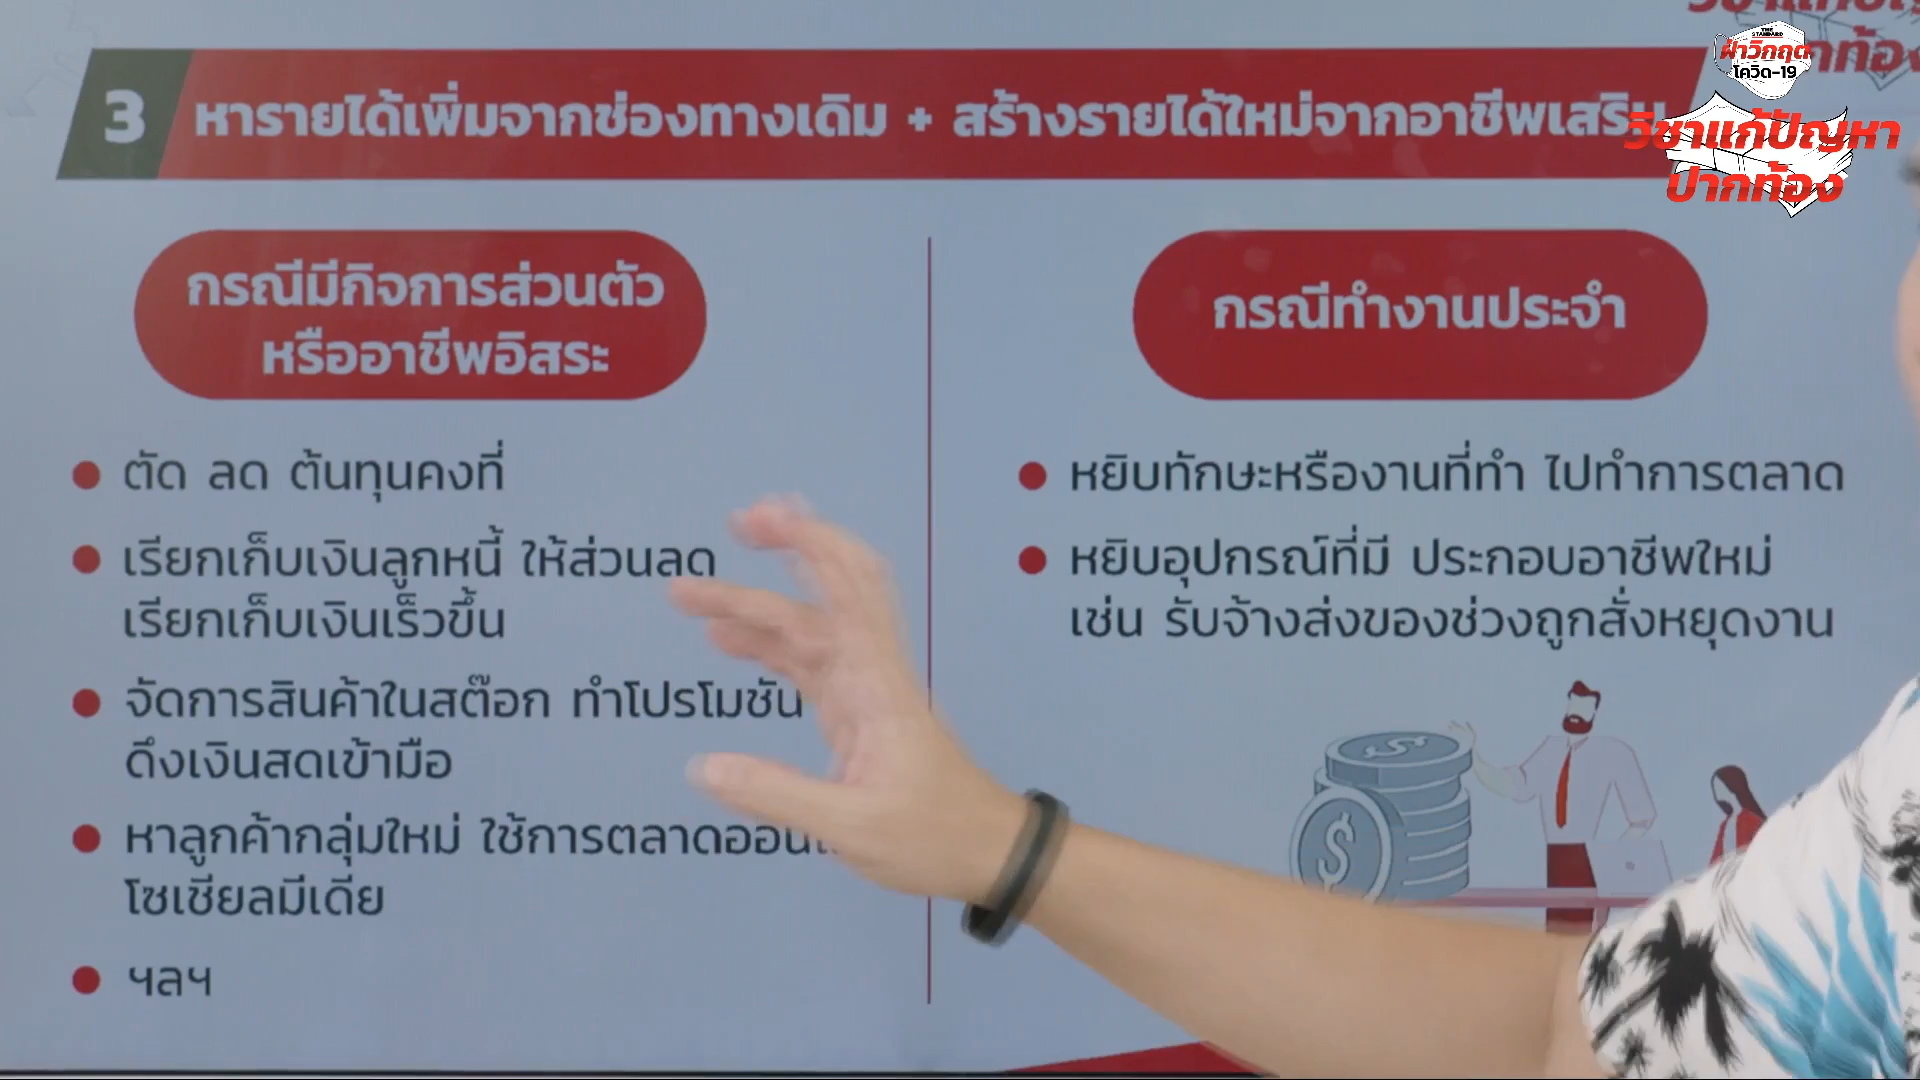 3 หารายได้เพิ่มจากช่องทางเดิม + สร้างรายได้ใหม่จากอาชีพเสริม
THE STANDARD
ฝ่าวิกฤต
โควิด-19
วิชาแก้ปัญหา
ปากท้อง
กรณีมีกิจการส่วนตัว
หรืออาชีพอิสระ
ตัด ลด ต้นทุนคงที่
เรียกเก็บเงินลูกหนี้ ให้ส่วนลด
เรียกเก็บเงินเร็วขึ้น
จัดการสินค้าในสต๊อก ทำโปรโมชัน
ดึงเงินสดเข้ามือ
หาลูกค้ากลุ่มใหม่ ใช้การตลาด
โซเชียลมีเดีย
ฯลฯ
กรณีทำงานประจำ
หยิบทักษะหรืองานที่ทำ ไปทำการตลาด
หยิบอุปกรณ์ที่มี ประกอบอาชีพใหม่
เช่น รับจ้างส่งของช่วงถูกสั่งหยุดงาน